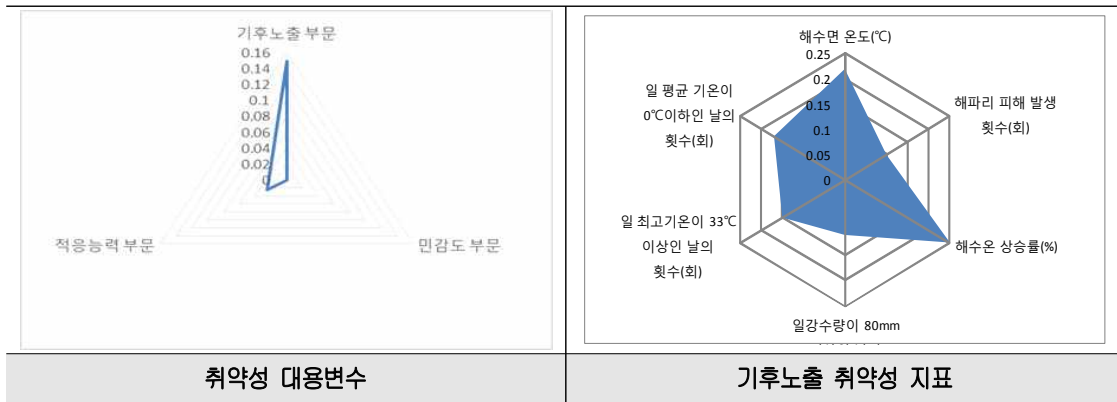 기후노출 부문
0.16
0.14
0.12
0.1
0.08
0.06
0.04
0.02
0
적응능력 부문
민감도 부문
취약성 대용변수
해수면 온도(℃)
0.25
0.2
0.15
0.1
0.05
0
해파리 피해 발생
횟수(회)
해수온 상승률(%)
일강수량이 80mm
일 최고기온이 33℃
이상인 날의
횟수(회)
일 평균 기온이
0℃이하인 날의
횟수(회)
기후노출 취약성 지표